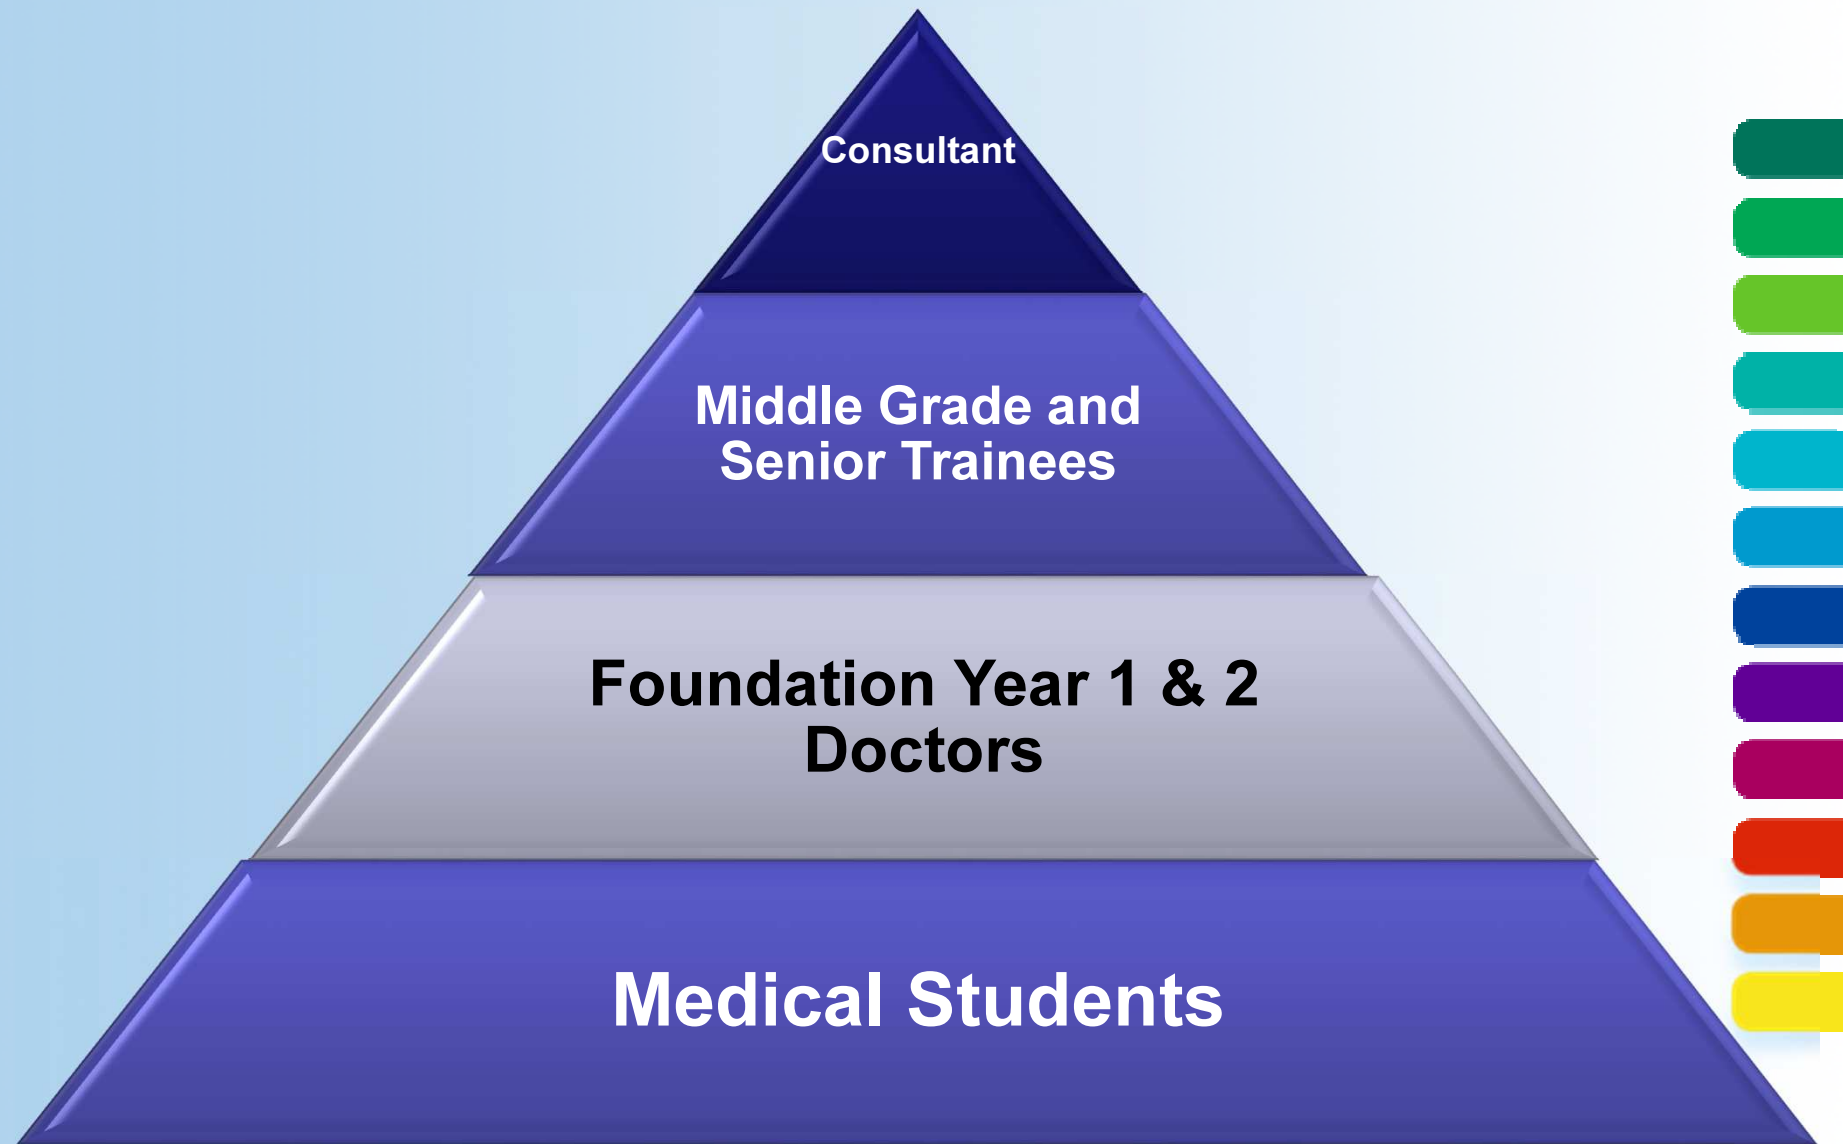 Consultant
Middle Grade and
Senior Trainees
Foundation Year 1 & 2
Doctors
Medical Students